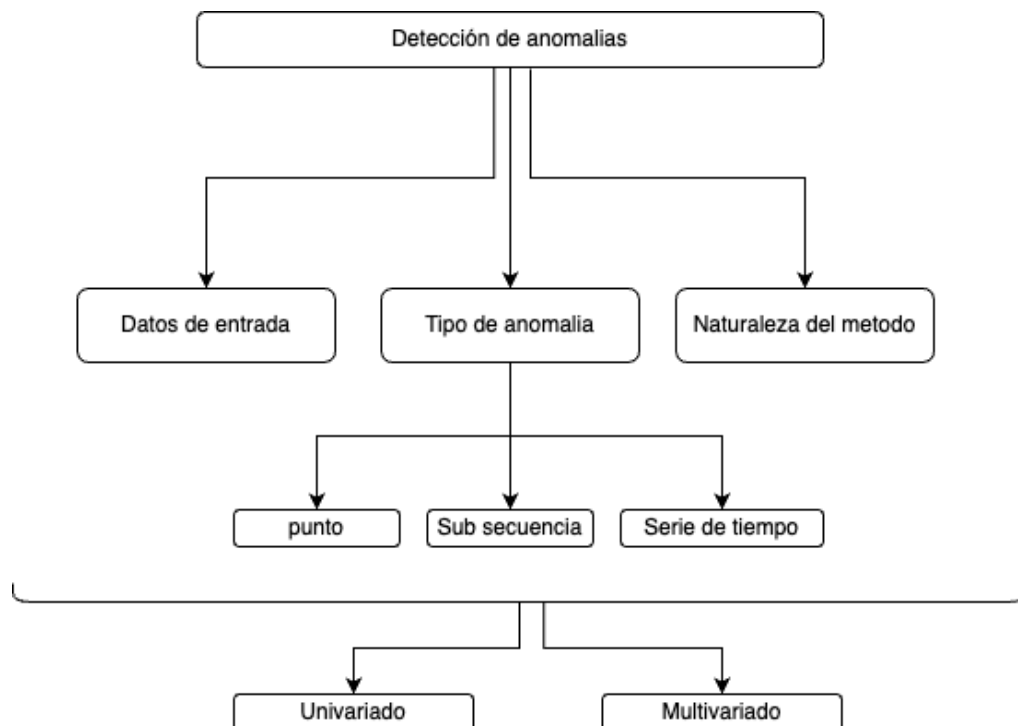 Detección de anomalias
Datos de entrada
Tipo de anomalia
Naturaleza del metodo
punto
Sub secuencia
Serie de tiempo
Univariado
Multivariado